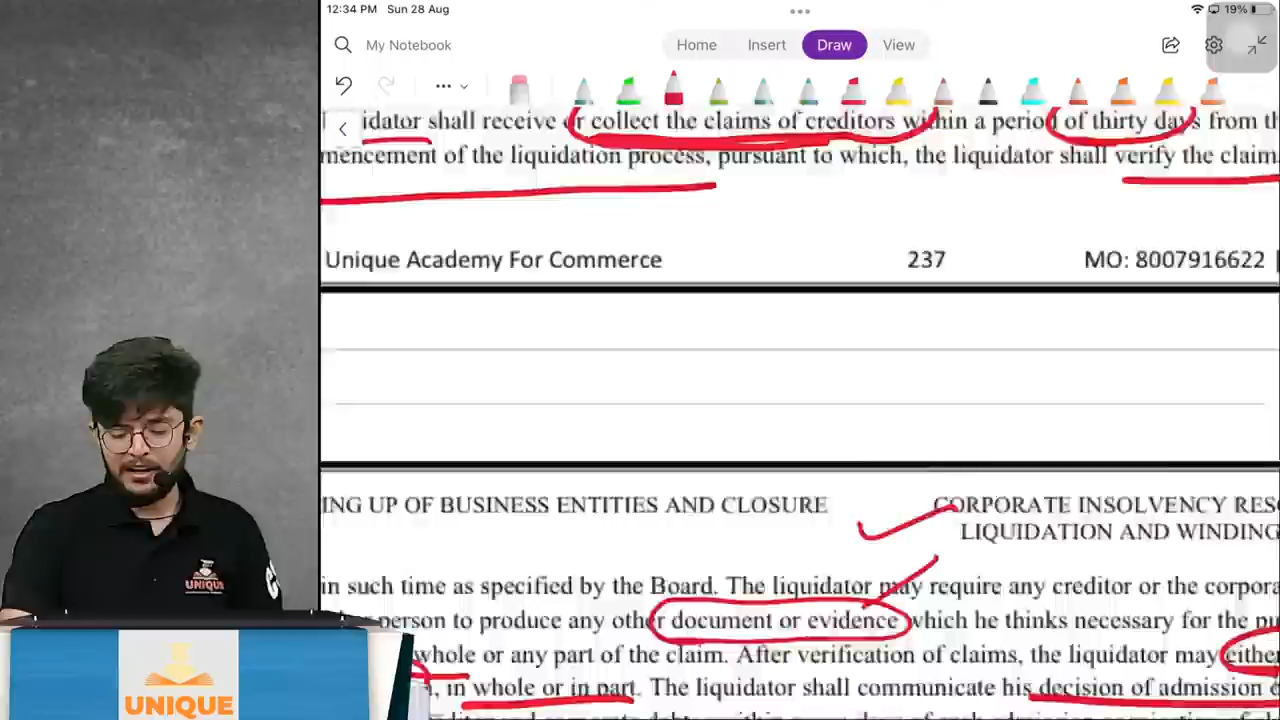 12:34 PM Sun 28 Aug
19%
My Notebook
Home Insert Draw View
idator shall receive or collect the claims of creditors within a period of thirty days from th
mencement of the liquidation process, pursuant to which, the liquidator shall verify the claim
Unique Academy For Commerce 237 MO: 8007916622
ING UP OF BUSINESS ENTITIES AND CLOSURE
CORPORATE INSOLVENCY RES
LIQUIDATION AND WINDING
in such time as specified by the Board. The liquidator may require any creditor or the corpora
person to produce any other document or evidence which he thinks necessary for the pu
whole or any part of the claim. After verification of claims, the liquidator may either
, in whole or in part. The liquidator shall communicate his decision of admission
UNIQUE
UNIQUE